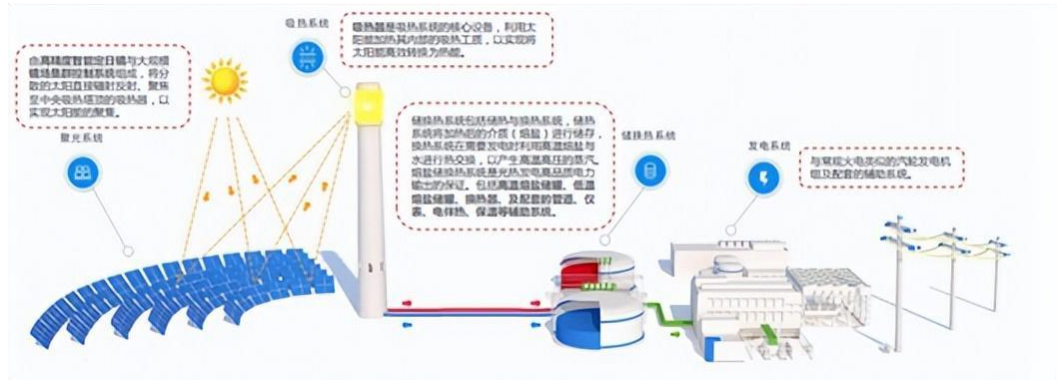 吸热系统
吸热器是吸热系统的核心设备，利用太
阳能加热其内部的吸热工质，以实现将
太阳能高效转换为热能。
由高精度智能定日镜与大规模
镜场集群控制系统组成，将分
散的太阳直接辐射反射、聚焦
至中央吸热塔顶的吸热器，以
实现太阳能的聚集。
聚光系统
储换热系统包括储热与换热系统，储热
系统将加热后的介质（熔盐）进行储存，
换热系统在需要发电时利用高温熔盐与
水进行热交换，以产生高温高压的蒸汽。
熔盐储换热系统是光热发电高品质电力
输出的保证。包括高温熔盐储罐、低温
熔盐储罐、换热器、及配套的管道、仪
表、电伴热、保温等辅助系统。
储换热系统
发电系统
与常规火电类似的汽轮发电机
组及配套的辅助系统。